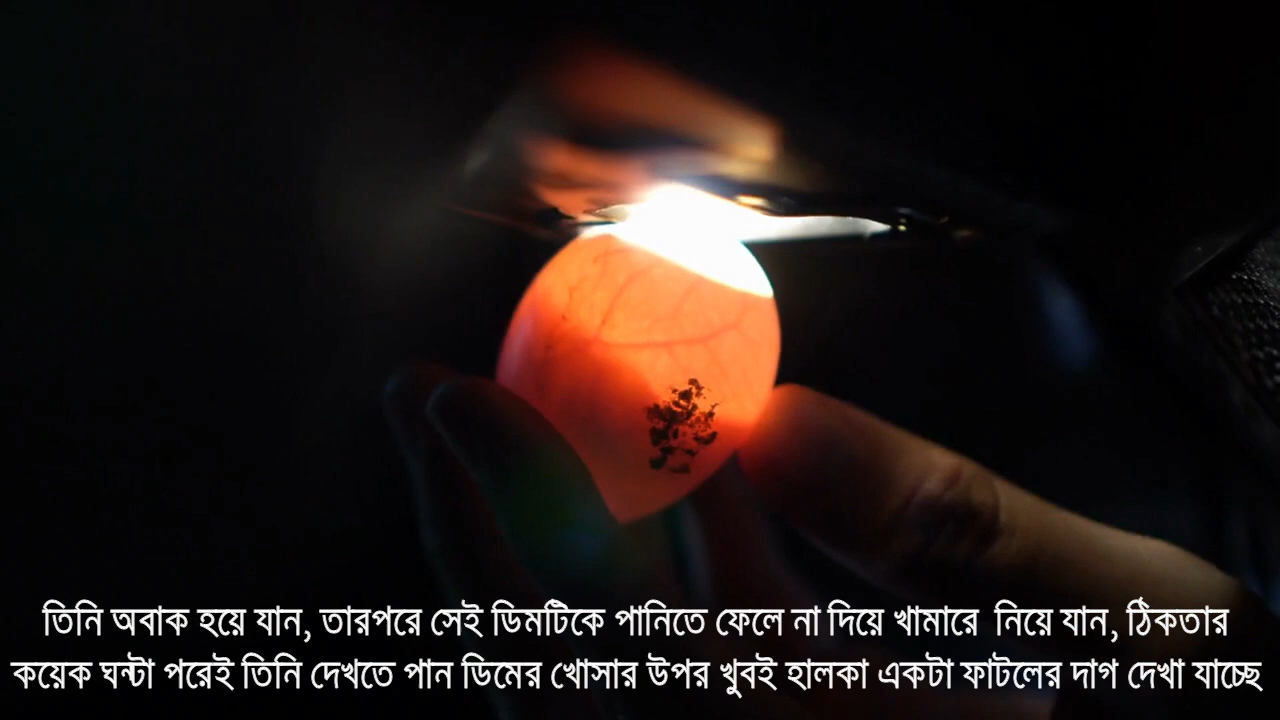 তিনি অবাক হয়ে যান, তারপরে সেই ডিমটিকে পানিতে ফেলে না দিয়ে খামারে নিয়ে যান, ঠিকতার
কয়েক ঘন্টা পরেই তিনি দেখতে পান ডিমের খোসার উপর খুবই হালকা একটা ফাটলের দাগ দেখা যাচ্ছে